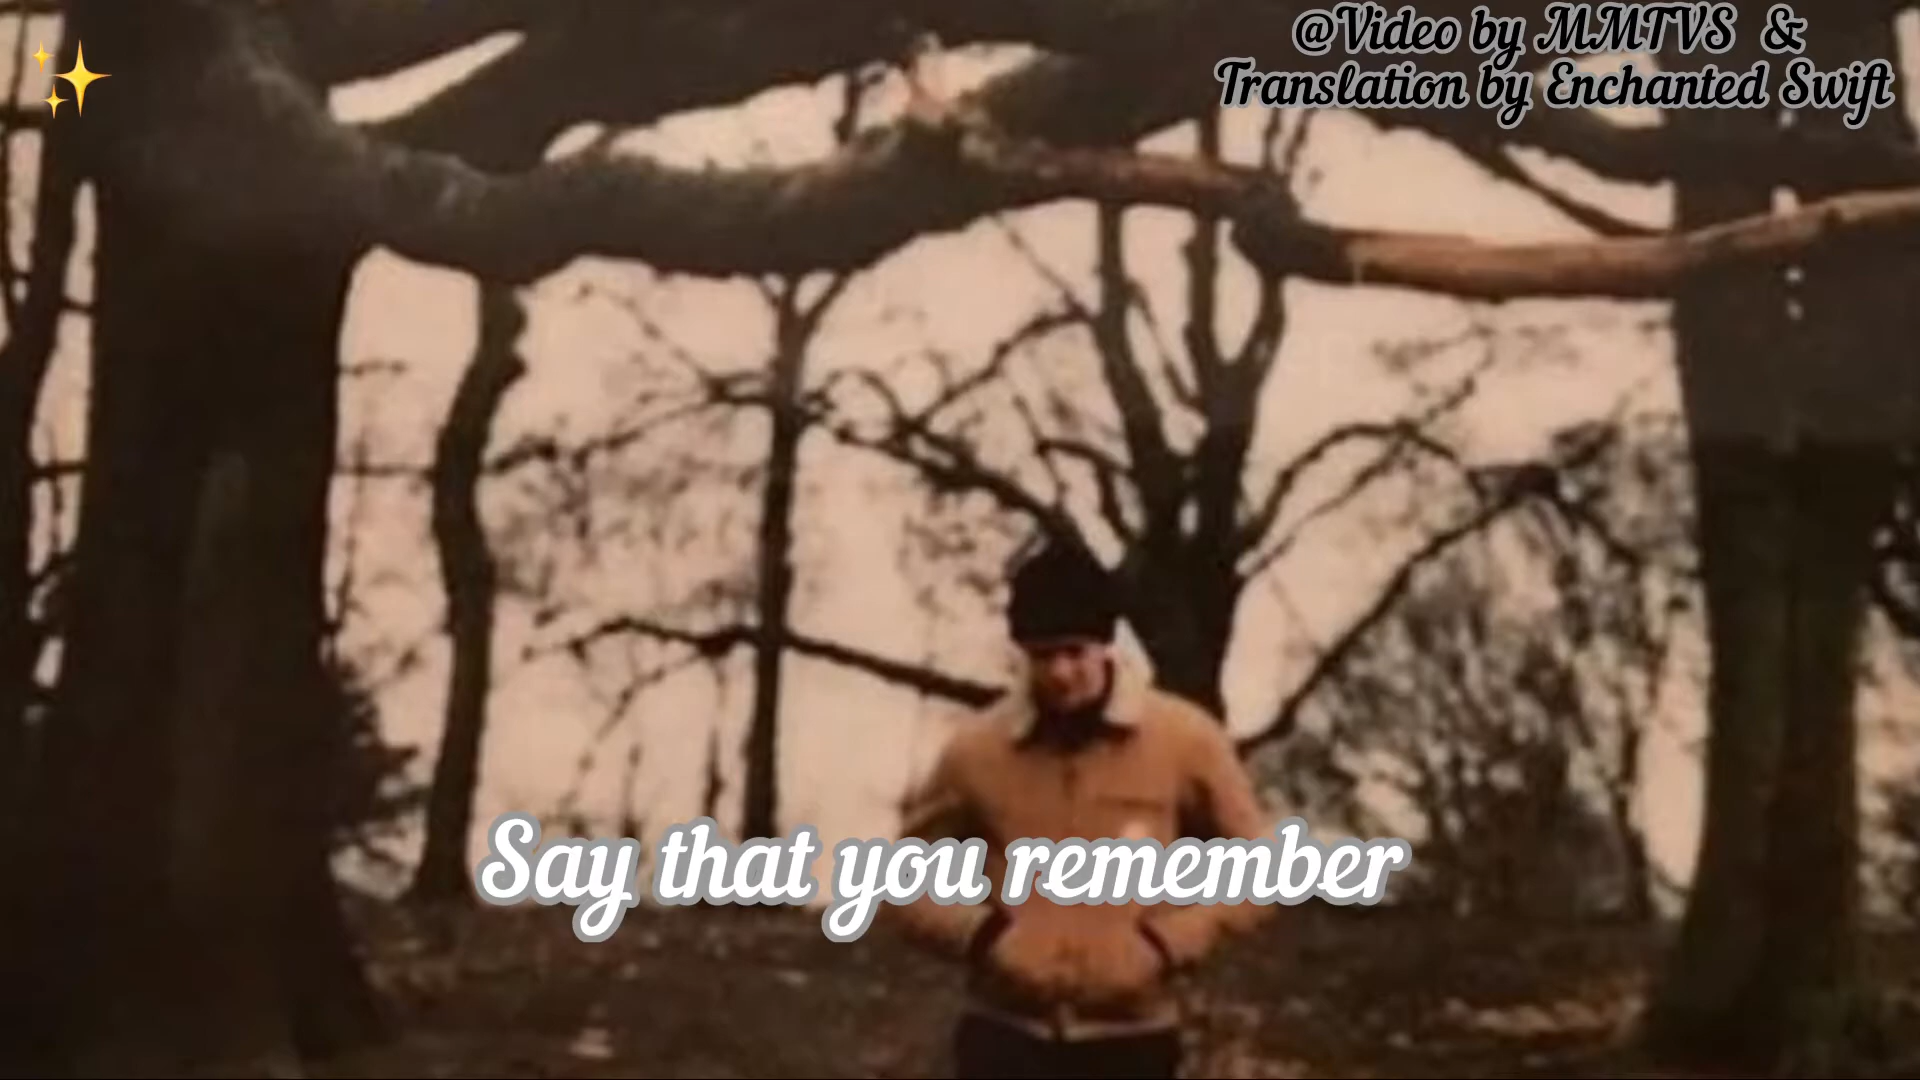 @Video by MMTVS &
Translation by Enchanted Swift
Say that you remember